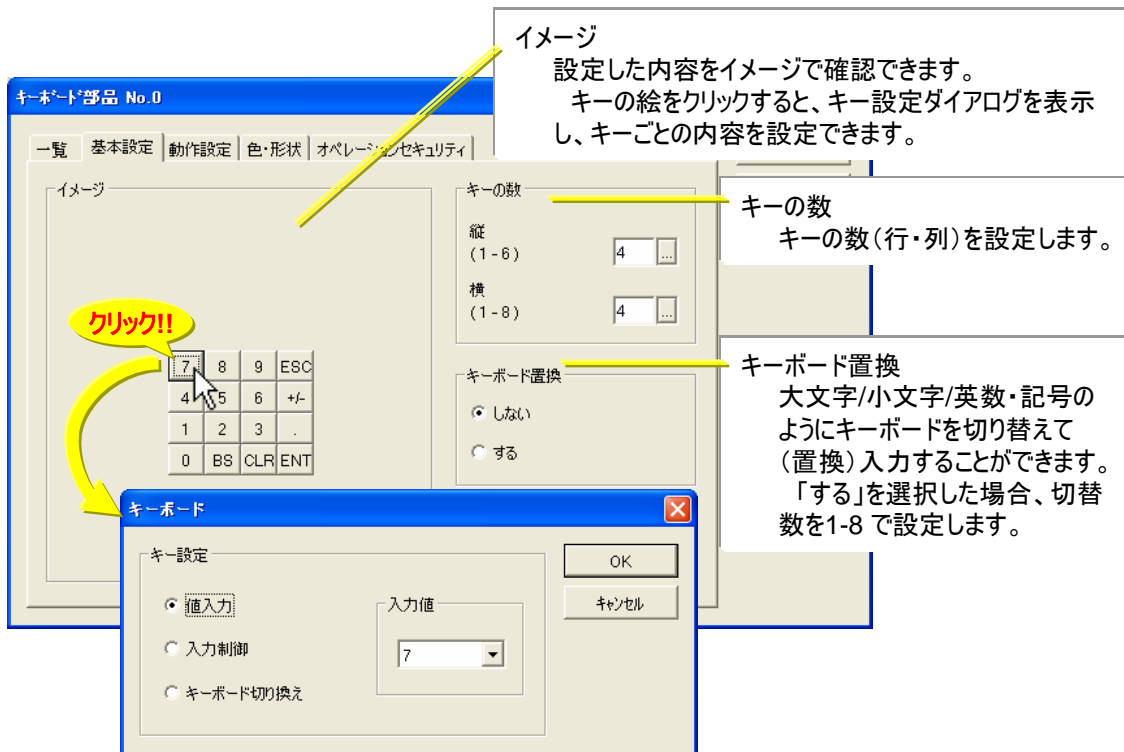 イメージ
設定した内容をイメージで確認できます。
キーの絵をクリックすると、キー設定ダイアログを表示
し、キーごとの内容を設定できます。
キーボード部品 No.0
一覧 基本設定 動作設定 色・形状 オペレーションセキュリティ
イメージ
キーの数
縦
(1-6)
4 ...
横
(1-8)
4 ...
キーの数
キーの数（行・列）を設定します。
クリック!!
7 8 9 ESC
4 5 6 +/-
1 2 3 .
0 BS CLR ENT
キーボード置換
しない
する
キーボード置換
大文字/小文字/英数・記号の
ようにキーボードを切り替えて
（置換）入力することができます。
「する」を選択した場合、切替
数を1-8 で設定します。
キーボード
キー設定
値入力
入力制御
キーボード切り換え
入力値
7
OK
キャンセル